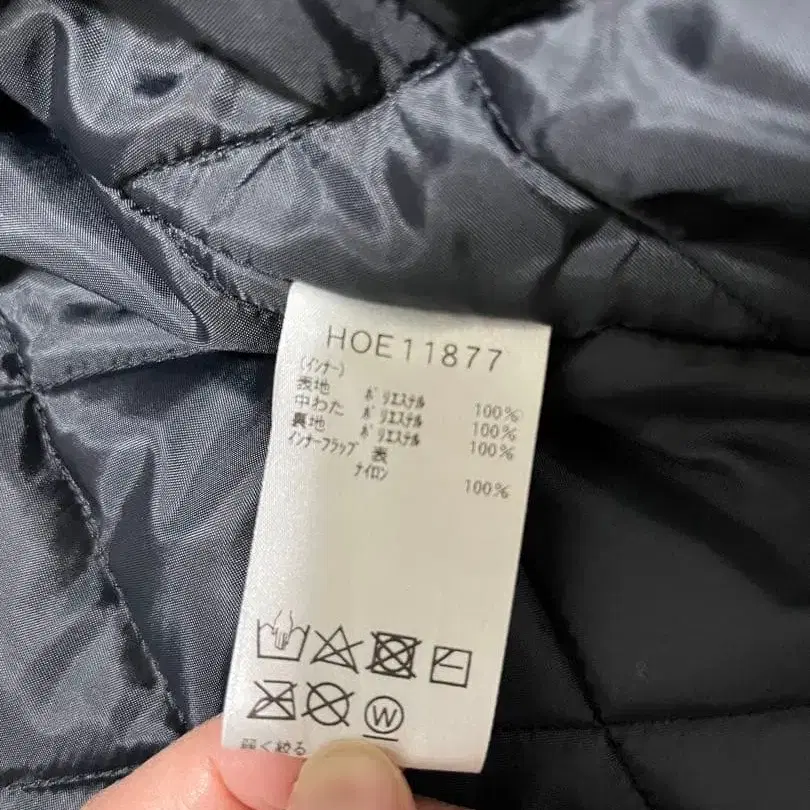 HOE11877
(インナー)
表地 ポリエステル 100%
中わた ポリエステル 100%
裏地 ポリエステル 100%
インナーフラップ 表
ナイロン 100%
W
弱く絞る